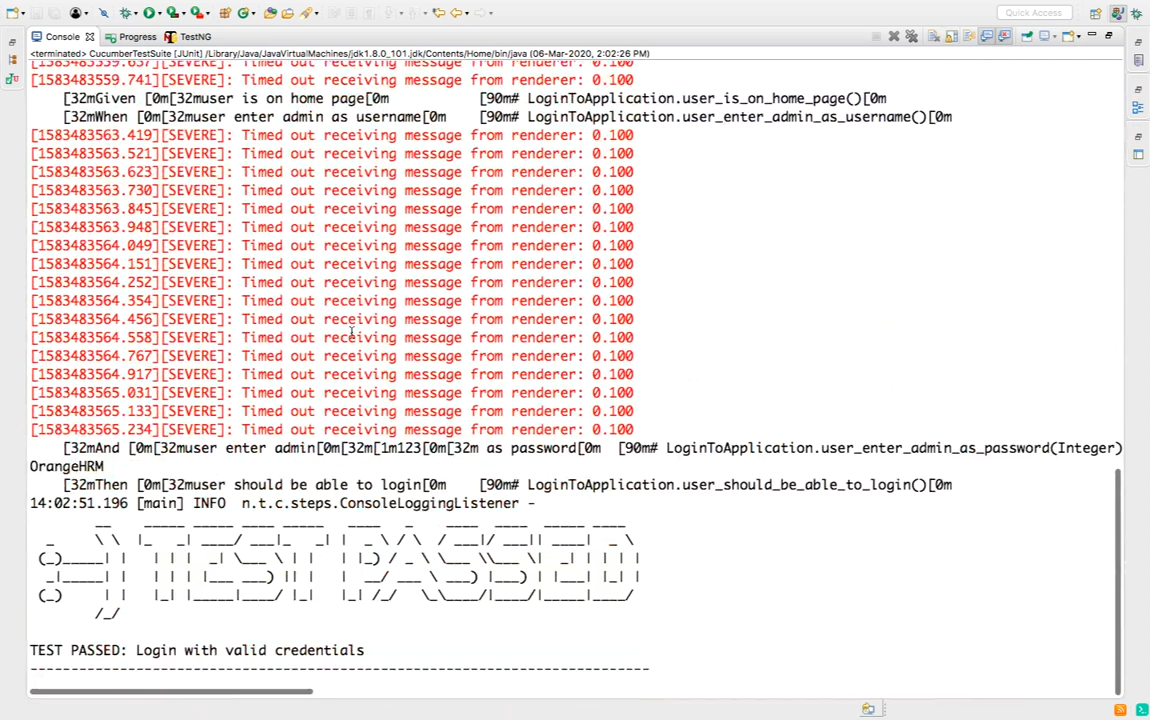 Quick Access
Console
Progress
TestNG
<terminated> CucumberTestSuite [JUnit] /Library/Java/JavaVirtualMachines/jdk1.8.0_101.jdk/Contents/Home/bin/java (06-Mar-2020, 2:02:26 PM)
[1583483559.637][SEVERE]: Timed out receiving message from renderer: 0.100
[1583483559.741][SEVERE]: Timed out receiving message from renderer: 0.100
[32mGiven [0m[32muser is on home page[0m [90m# LoginToApplication.user_is_on_home_page()[0m
[32mWhen [0m[32muser enter admin as username[0m [90m# LoginToApplication.user_enter_admin_as_username()[0m
[1583483563.419][SEVERE]: Timed out receiving message from renderer: 0.100
[1583483563.521][SEVERE]: Timed out receiving message from renderer: 0.100
[1583483563.623][SEVERE]: Timed out receiving message from renderer: 0.100
[1583483563.730][SEVERE]: Timed out receiving message from renderer: 0.100
[1583483563.845][SEVERE]: Timed out receiving message from renderer: 0.100
[1583483563.948][SEVERE]: Timed out receiving message from renderer: 0.100
[1583483564.049][SEVERE]: Timed out receiving message from renderer: 0.100
[1583483564.151][SEVERE]: Timed out receiving message from renderer: 0.100
[1583483564.252][SEVERE]: Timed out receiving message from renderer: 0.100
[1583483564.354][SEVERE]: Timed out receiving message from renderer: 0.100
[1583483564.456][SEVERE]: Timed out receiving message from renderer: 0.100
[1583483564.558][SEVERE]: Timed out receiving message from renderer: 0.100
[1583483564.767][SEVERE]: Timed out receiving message from renderer: 0.100
[1583483564.917][SEVERE]: Timed out receiving message from renderer: 0.100
[1583483565.031][SEVERE]: Timed out receiving message from renderer: 0.100
[1583483565.133][SEVERE]: Timed out receiving message from renderer: 0.100
[1583483565.234][SEVERE]: Timed out receiving message from renderer: 0.100
[32mAnd [0m[32muser enter admin[0m[32m[1m123[0m[32m as password[0m [90m# LoginToApplication.user_enter_admin_as_password(Integer)
OrangeHRM
[32mThen [0m[32muser should be able to login[0m [90m# LoginToApplication.user_should_be_able_to_login()[0m
14:02:51.196 [main] INFO n.t.c.steps.ConsoleLoggingListener -
TEST PASSED
TEST PASSED: Login with valid credentials